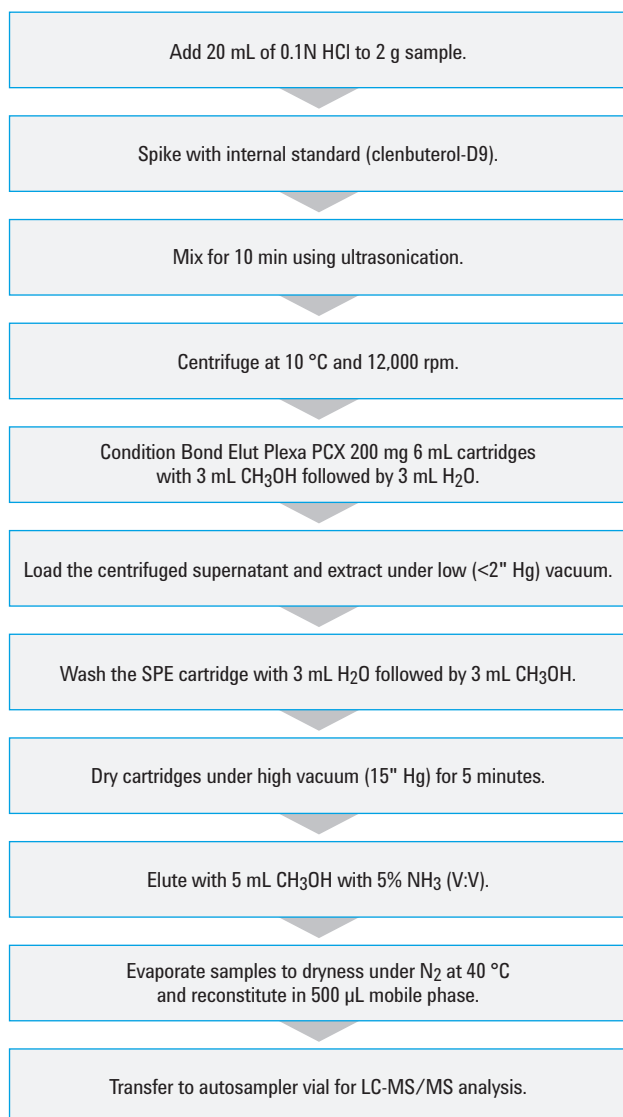 Add 20 mL of 0.1N HCl to 2 g sample.
Spike with internal standard (clenbuterol-D9).
Mix for 10 min using ultrasonication.
Centrifuge at 10 °C and 12,000 rpm.
Condition Bond Elut Plexa PCX 200 mg 6 mL cartridges
with 3 mL CH₃OH followed by 3 mL H₂O.
Load the centrifuged supernatant and extract under low (<2" Hg) vacuum.
Wash the SPE cartridge with 3 mL H₂O followed by 3 mL CH₃OH.
Dry cartridges under high vacuum (15" Hg) for 5 minutes.
Elute with 5 mL CH₃OH with 5% NH₃ (V:V).
Evaporate samples to dryness under N₂ at 40 °C
and reconstitute in 500 µL mobile phase.
Transfer to autosampler vial for LC-MS/MS analysis.